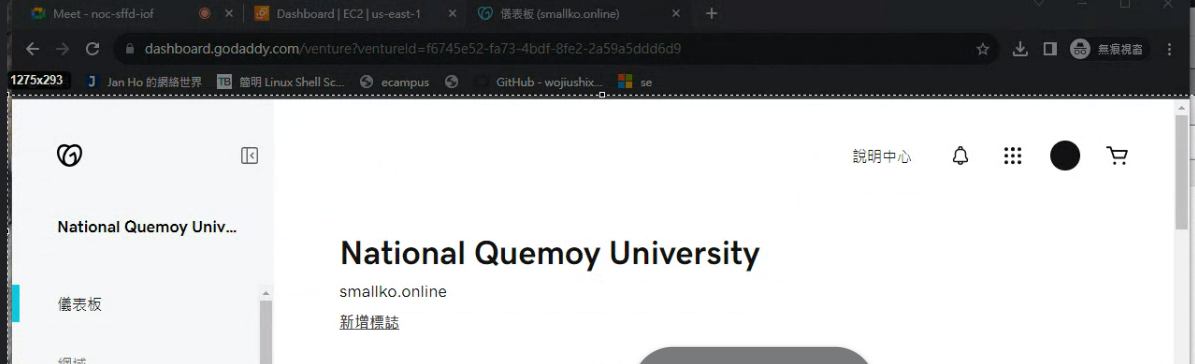 Meet - noc-sffd-iof
Dashboard | EC2 | us-east-1
儀表板 (smallko.online)
dashboard.godaddy.com/venture?ventureId=f6745e52-fa73-4bdf-8fe2-2a59a5ddd6d9
無痕視窗
1275x293
J
Jan Ho 的網絡世界
TB
簡明 Linux Shell Sc...
ecampus
GitHub - wojiushix...
se
說明中心
National Quemoy Univ...
National Quemoy University
smallko.online
儀表板
新增標誌
網域